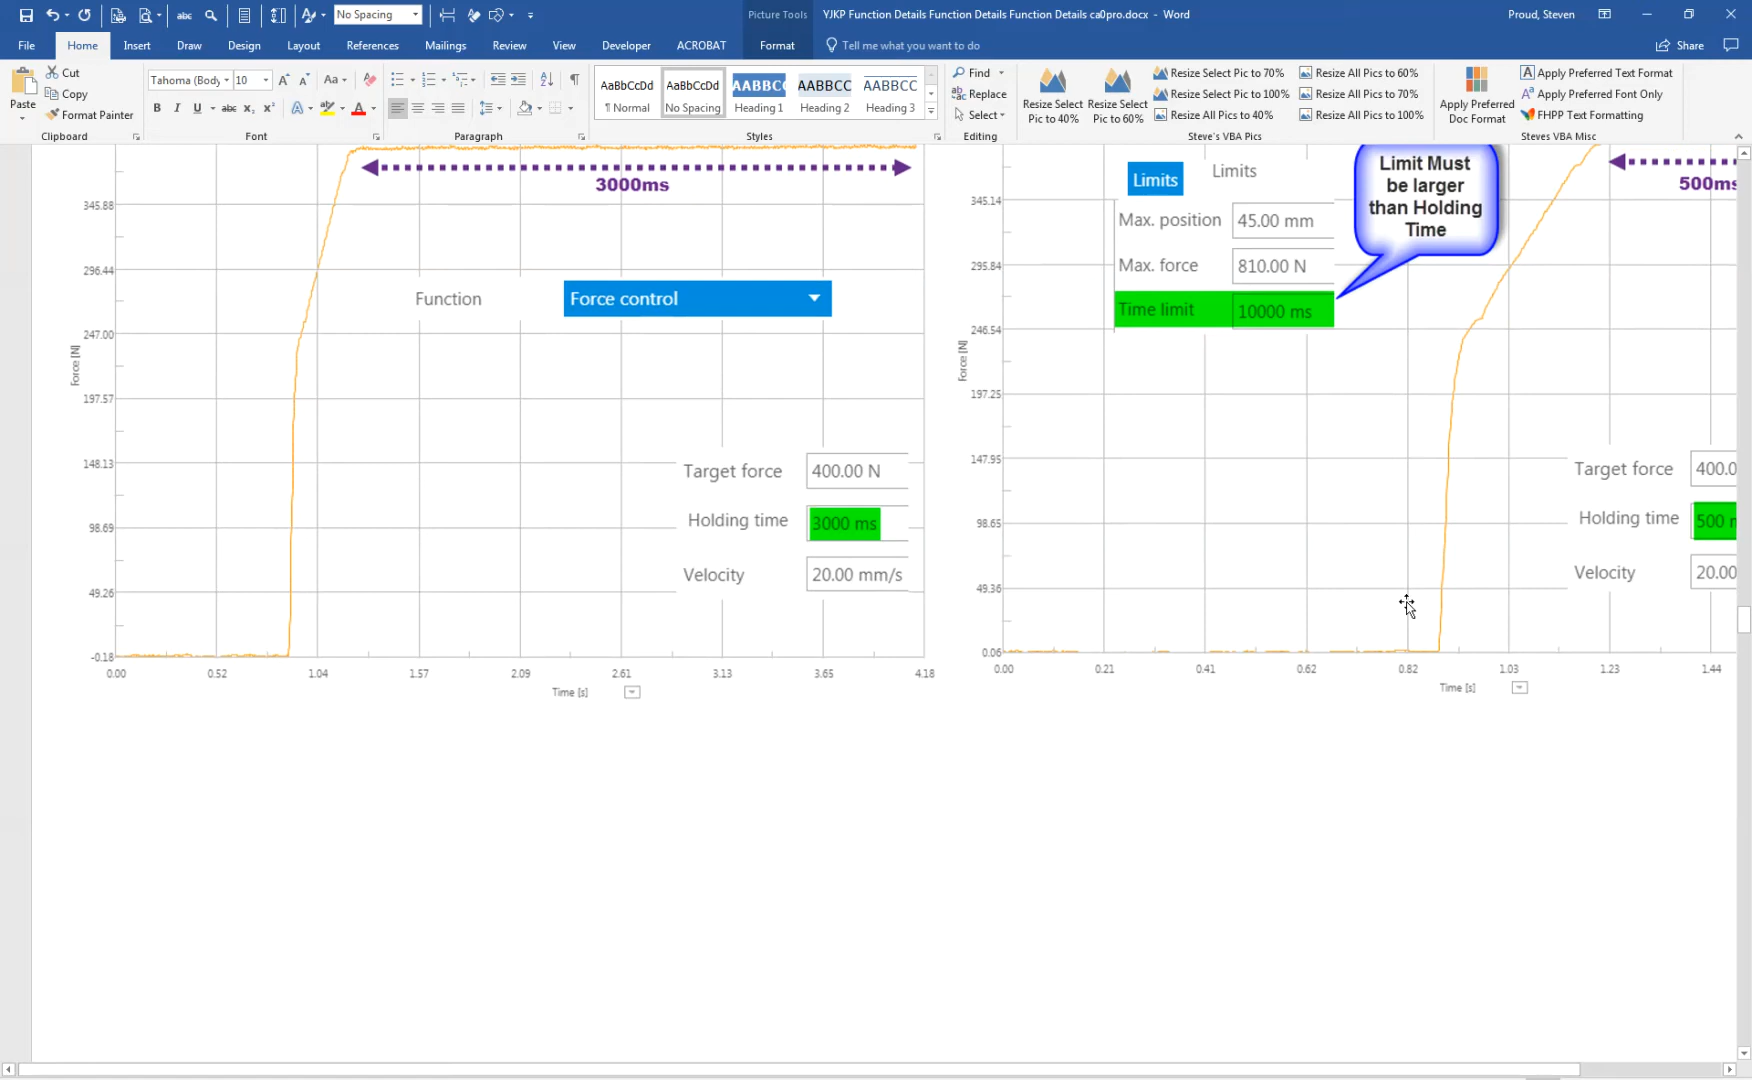 abc
No Spacing
Picture Tools
YJKP Function Details Function Details Function Details ca0pro.docx - Word
Proud, Steven
File
Home
Insert
Draw
Design
Layout
References
Mailings
Review
View
Developer
ACROBAT
Format
Tell me what you want to do
Share
Paste
Cut
Copy
Format Painter
Clipboard
Tahoma (Body
10
Aa
B I U abc
Font
Paragraph
AaBbCcDd
¶ Normal
AaBbCcDd
No Spacing
AABBC
Heading 1
AABBCC
Heading 2
AABBCC
Heading 3
Styles
Find
Replace
Select
Editing
Resize Select Pic to 40%
Resize Select Pic to 60%
Resize Select Pic to 70%
Resize Select Pic to 100%
Resize All Pics to 40%
Resize All Pics to 60%
Resize All Pics to 70%
Resize All Pics to 100%
Steve's VBA Pics
Apply Preferred Doc Format
Apply Preferred Text Format
Apply Preferred Font Only
FHPP Text Formatting
Steves VBA Misc
3000ms
345.88
296.44
247.00
197.57
148.13
98.69
49.26
-0.18
Force [N]
Function
Force control
Target force
400.00 N
Holding time
3000 ms
Velocity
20.00 mm/s
0.00
0.52
1.04
1.57
2.09
2.61
3.13
3.65
4.18
Time [s]
Limits
Limits
Max. position
45.00 mm
Max. force
810.00 N
Time limit
10000 ms
Limit Must
be larger
than Holding
Time
500ms
345.14
295.84
246.54
197.25
147.95
98.65
49.36
0.06
Force [N]
Target force
400.0
Holding time
500
Velocity
20.00
0.00
0.21
0.41
0.62
0.82
1.03
1.23
1.44
Time [s]